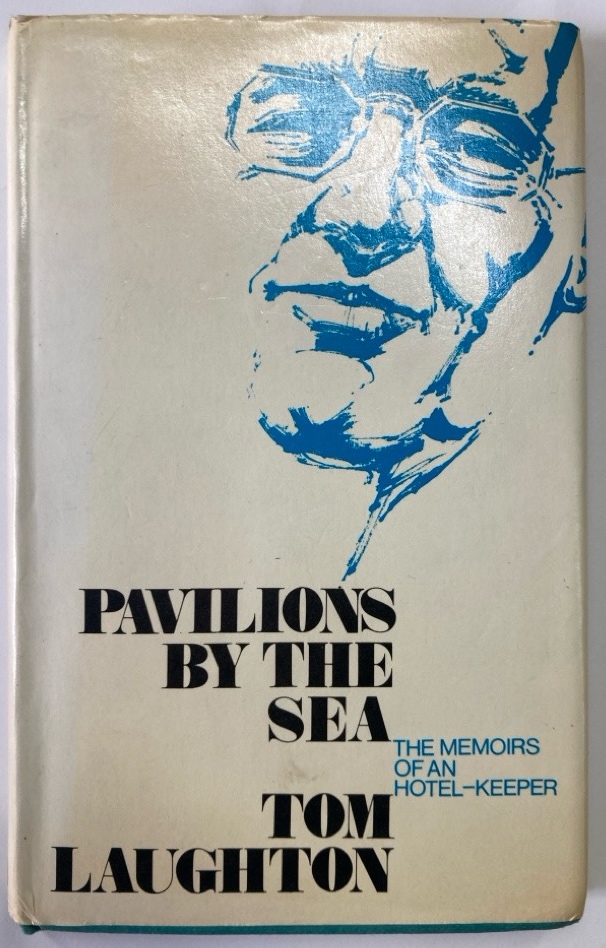 PAVILIONS
BY THE
SEA
THE MEMOIRS
OF AN
HOTEL-KEEPER
TOM
LAUGHTON